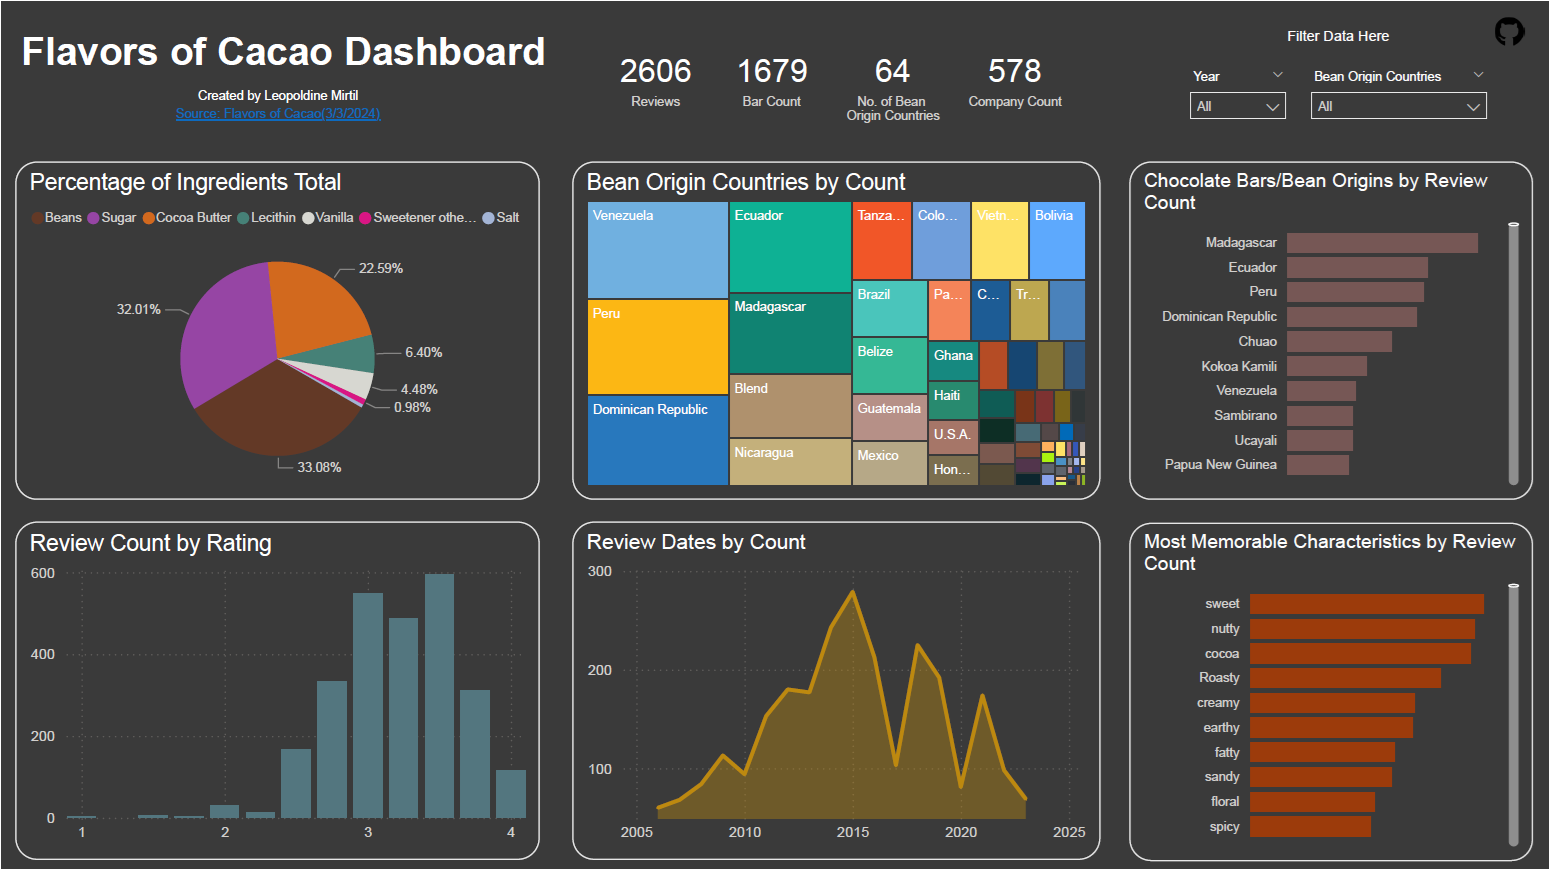 Flavors of Cacao Dashboard
Created by Leopoldine Mirtil
Source: Flavors of Cacao(3/3/2024)
2606
Reviews
1679
Bar Count
64
No. of Bean
Origin Countries
578
Company Count
Filter Data Here
Year
All
Bean Origin Countries
All
Percentage of Ingredients Total
Beans Sugar Cocoa Butter Lecithin Vanilla Sweetener othe... Salt
22.59%
32.01%
6.40%
4.48%
0.98%
33.08%
Bean Origin Countries by Count
Venezuela
Peru
Dominican Republic
Ecuador
Madagascar
Blend
Nicaragua
Tanza...
Colo...
Vietn...
Bolivia
Brazil
Belize
Guatemala
Mexico
Pa...
C...
Tr...
Ghana
Haiti
U.S.A.
Hon...
Chocolate Bars/Bean Origins by Review
Count
Madagascar
Ecuador
Peru
Dominican Republic
Chuao
Kokoa Kamili
Venezuela
Sambirano
Ucayali
Papua New Guinea
Review Count by Rating
600
400
200
0
1 2 3 4
Review Dates by Count
300
200
100
2005 2010 2015 2020 2025
Most Memorable Characteristics by Review
Count
sweet
nutty
cocoa
Roasty
creamy
earthy
fatty
sandy
floral
spicy